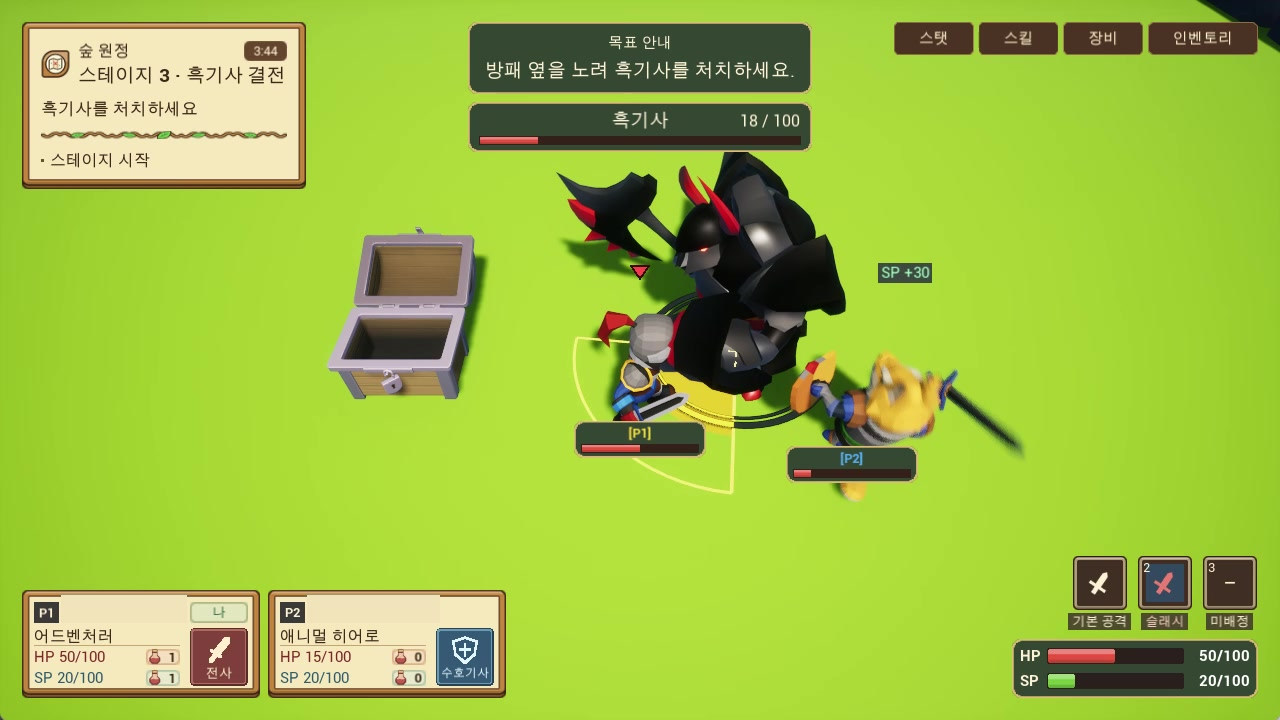 숲 원정
3:44
스테이지 3 · 흑기사 결전
흑기사를 처치하세요
· 스테이지 시작
목표 안내
방패 옆을 노려 흑기사를 처치하세요.
흑기사 18 / 100
스탯
스킬
장비
인벤토리
SP +30
[P1]
[P2]
P1
나
어드벤처러
HP 50/100
1
SP 20/100
1
전사
P2
애니멀 히어로
HP 15/100
0
SP 20/100
0
수호기사
2
3
기본 공격
슬래시
미배정
HP 50/100
SP 20/100